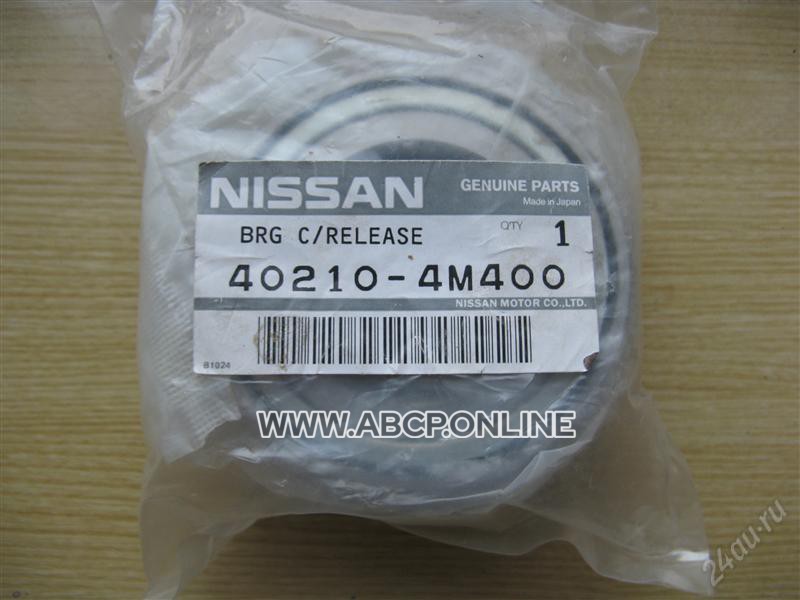 NISSAN
GENUINE PARTS
Made in Japan
BRG C/RELEASE
Q'TY 1
40210-4M400
NISSAN MOTOR CO.,LTD.
B1024
WWW.ABCP.ONLINE
24au.ru